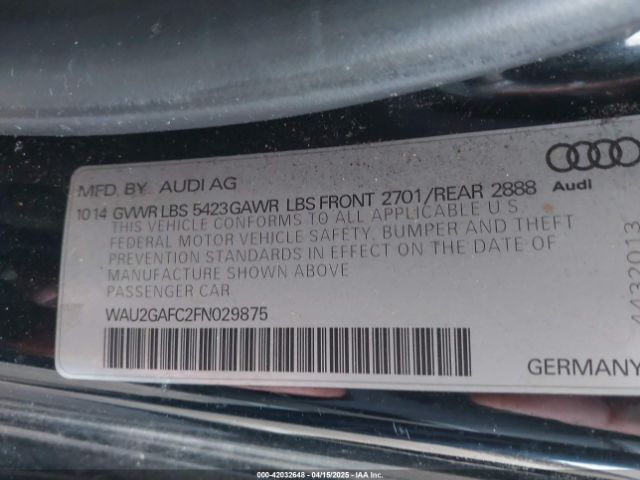 MFD. BY AUDI AG
Audi
1014 GVWR LBS 5423GAWR LBS FRONT 2701/REAR 2888
THIS VEHICLE CONFORMS TO ALL APPLICABLE U S
FEDERAL MOTOR VEHICLE SAFETY, BUMPER AND THEFT
PREVENTION STANDARDS IN EFFECT ON THE DATE OF
MANUFACTURE SHOWN ABOVE
PASSENGER CAR
WAU2GAFC2FN029875
4432013
GERMANY
000-42032648 - 04/15/2025 - IAAI.COM